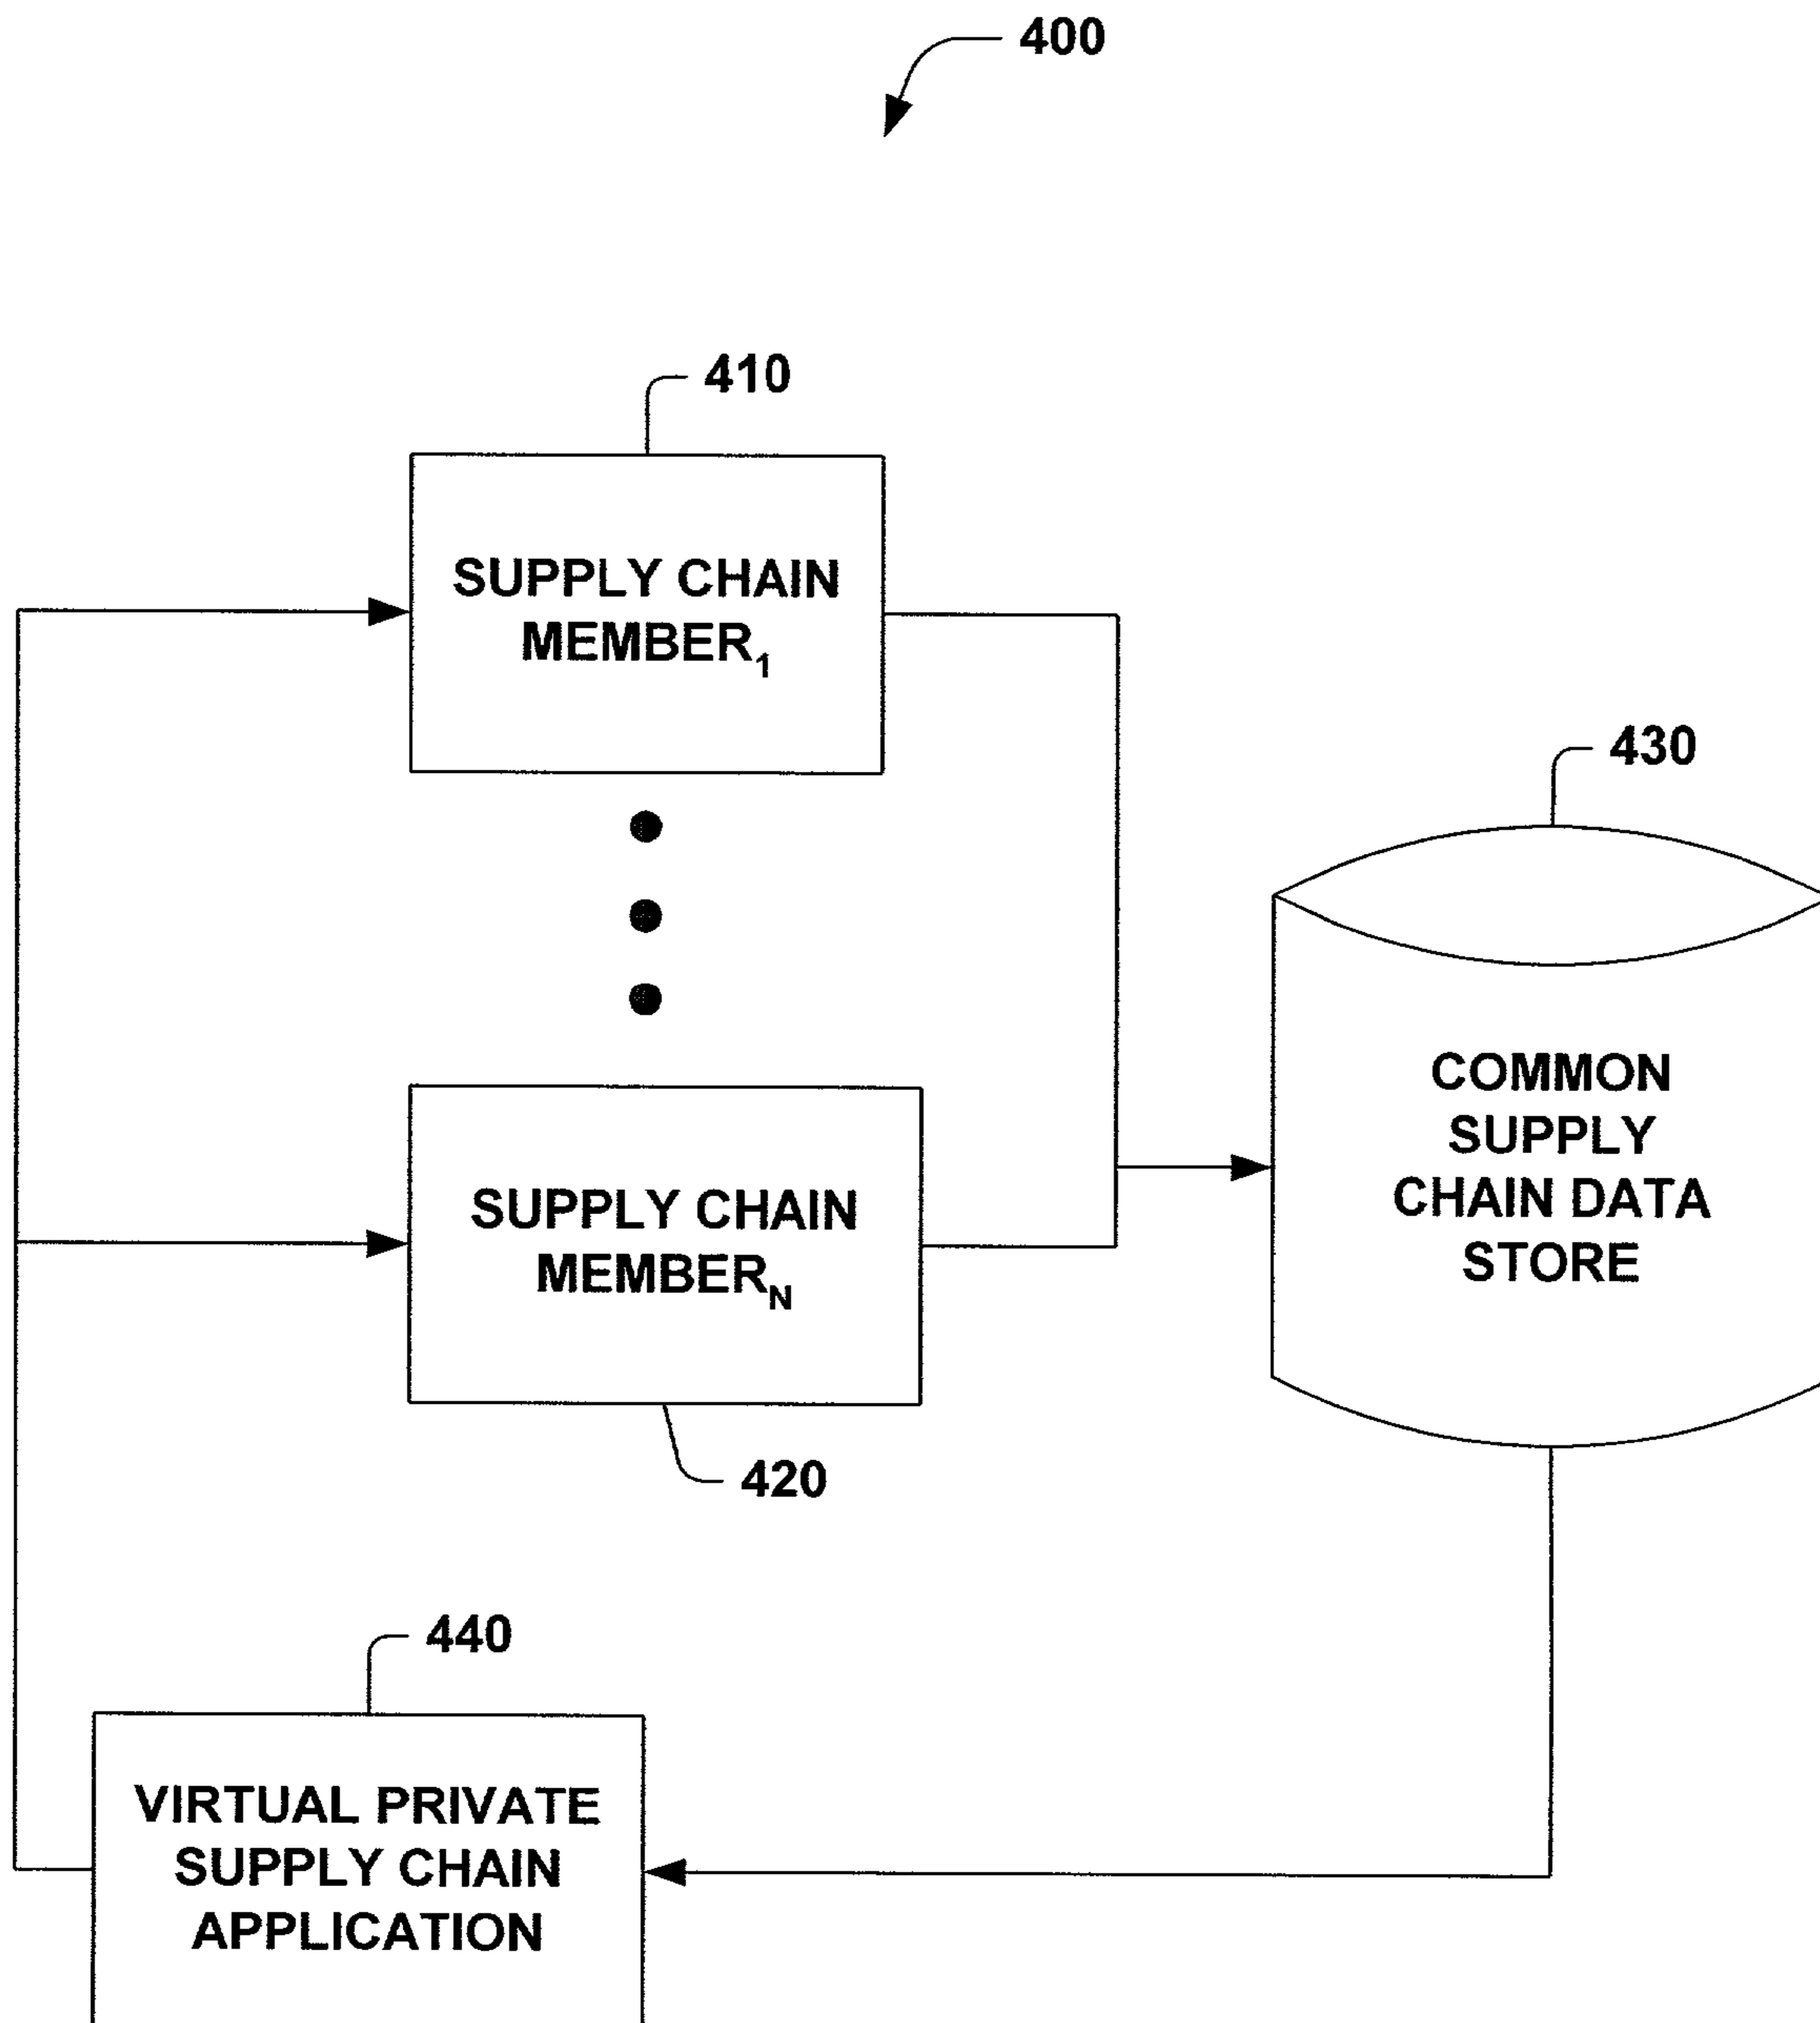 400
410
SUPPLY CHAIN
MEMBER₁
430
COMMON
SUPPLY
CHAIN DATA
STORE
SUPPLY CHAIN
MEMBER_N
420
440
VIRTUAL PRIVATE
SUPPLY CHAIN
APPLICATION